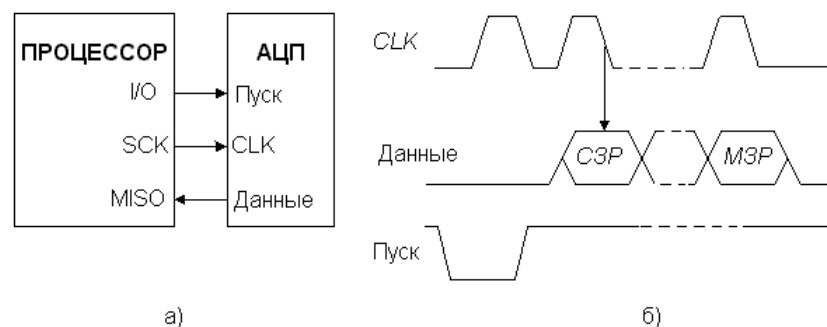 ПРОЦЕССОР
I/O
SCK
MISO
АЦП
Пуск
CLK
Данные
а)
CLK
Данные
СЗР
МЗР
Пуск
б)